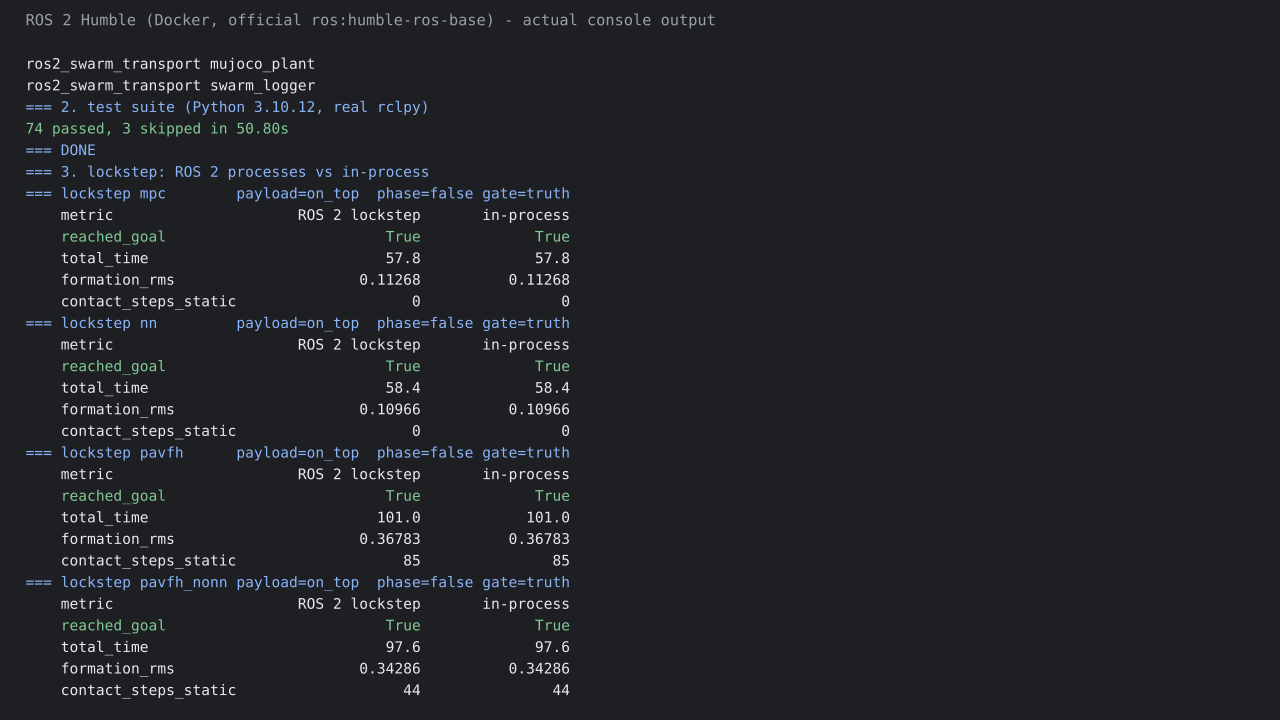 ROS 2 Humble (Docker, official ros:humble-ros-base) - actual console output
ros2_swarm_transport mujoco_plant
ros2_swarm_transport swarm_logger
=== 2. test suite (Python 3.10.12, real rclpy)
74 passed, 3 skipped in 50.80s
=== DONE
=== 3. lockstep: ROS 2 processes vs in-process
=== lockstep mpc        payload=on_top  phase=false gate=truth
    metric                     ROS 2 lockstep       in-process
    reached_goal                         True             True
    total_time                           57.8             57.8
    formation_rms                     0.11268          0.11268
    contact_steps_static                    0                0
=== lockstep nn         payload=on_top  phase=false gate=truth
    metric                     ROS 2 lockstep       in-process
    reached_goal                         True             True
    total_time                           58.4             58.4
    formation_rms                     0.10966          0.10966
    contact_steps_static                    0                0
=== lockstep pavfh      payload=on_top  phase=false gate=truth
    metric                     ROS 2 lockstep       in-process
    reached_goal                         True             True
    total_time                          101.0            101.0
    formation_rms                     0.36783          0.36783
    contact_steps_static                   85               85
=== lockstep pavfh_nonn payload=on_top  phase=false gate=truth
    metric                     ROS 2 lockstep       in-process
    reached_goal                         True             True
    total_time                           97.6             97.6
    formation_rms                     0.34286          0.34286
    contact_steps_static                   44               44